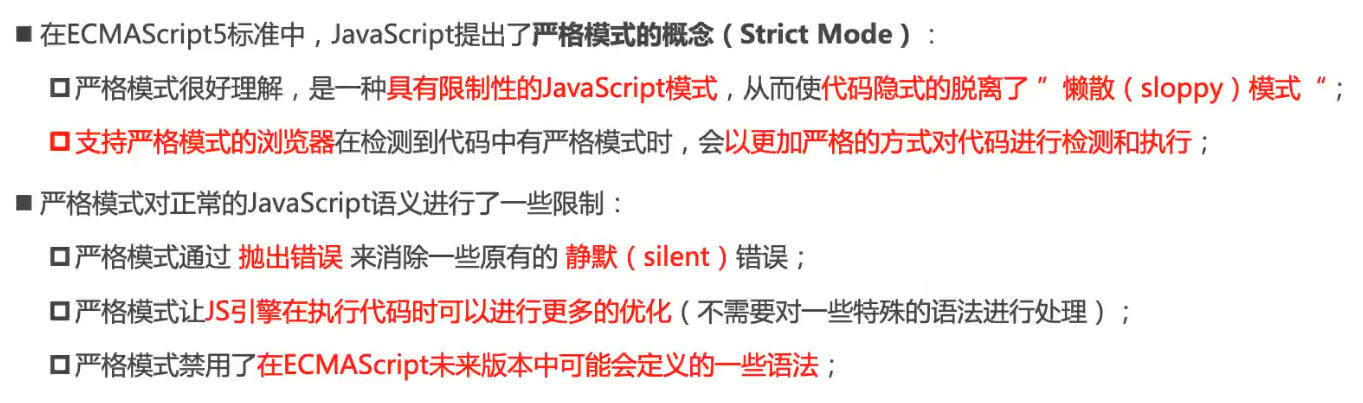 ■ 在ECMAScript5标准中，JavaScript提出了严格模式的概念（Strict Mode）：
严格模式很好理解，是一种具有限制性的JavaScript模式，从而使代码隐式的脱离了 ”懒散（sloppy）模式“；
支持严格模式的浏览器在检测到代码中有严格模式时，会以更加严格的方式对代码进行检测和执行；
■ 严格模式对正常的JavaScript语义进行了一些限制：
严格模式通过 抛出错误 来消除一些原有的 静默（silent）错误；
严格模式让JS引擎在执行代码时可以进行更多的优化（不需要对一些特殊的语法进行处理）；
严格模式禁用了在ECMAScript未来版本中可能会定义的一些语法；